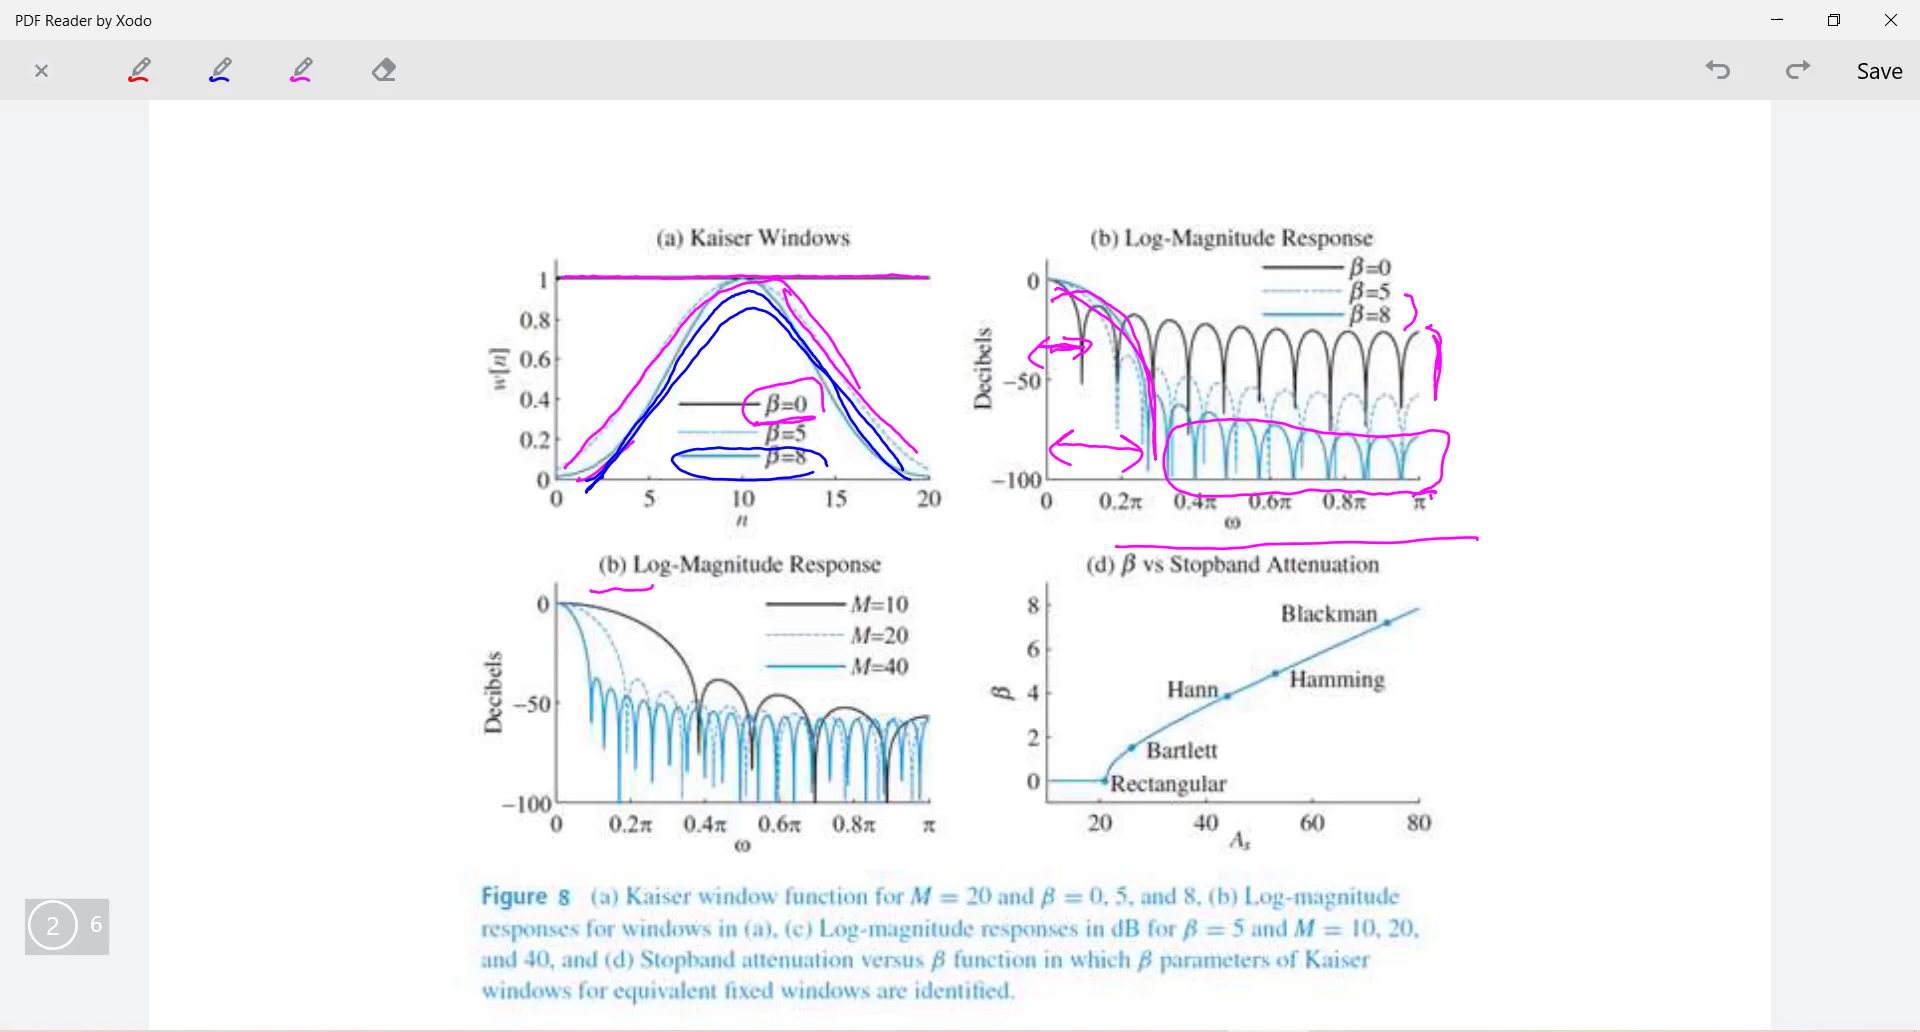 PDF Reader by Xodo
Save
(a) Kaiser Windows
w[n]
1
0.8
0.6
0.4
0.2
0
β=0
β=5
β=8
0 5 10 15 20
n
(b) Log-Magnitude Response
Decibels
0
−50
−100
β=0
β=5
β=8
0 0.2π 0.4π 0.6π 0.8π π
ω
(b) Log-Magnitude Response
Decibels
0
−50
−100
M=10
M=20
M=40
0 0.2π 0.4π 0.6π 0.8π π
ω
(d) β vs Stopband Attenuation
β
8
6
4
2
0
Blackman
Hamming
Hann
Bartlett
Rectangular
20 40 60 80
Aₛ
Figure 8 (a) Kaiser window function for M = 20 and β = 0, 5, and 8, (b) Log-magnitude
responses for windows in (a), (c) Log-magnitude responses in dB for β = 5 and M = 10, 20,
and 40, and (d) Stopband attenuation versus β function in which β parameters of Kaiser
windows for equivalent fixed windows are identified.
2 6